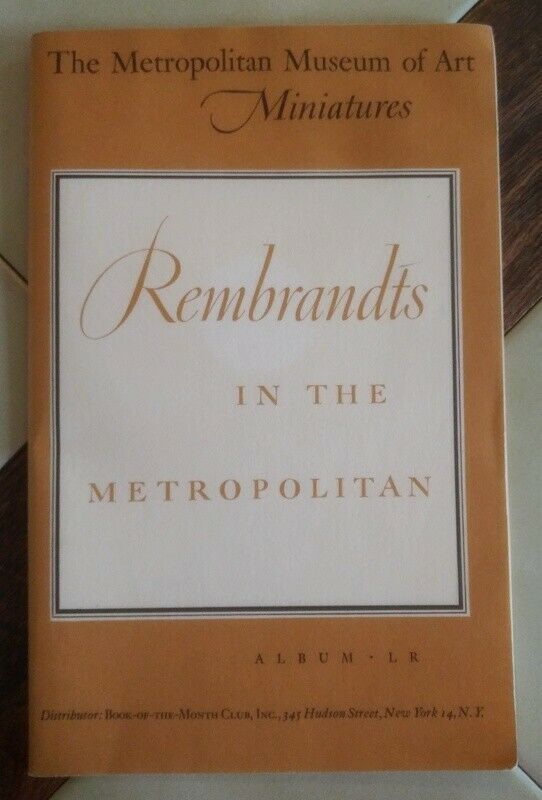 The Metropolitan Museum of Art
Miniatures
Rembrandts
IN THE
METROPOLITAN
ALBUM · LR
Distributor: BOOK-OF-THE-MONTH CLUB, INC., 345 Hudson Street, New York 14, N.Y.